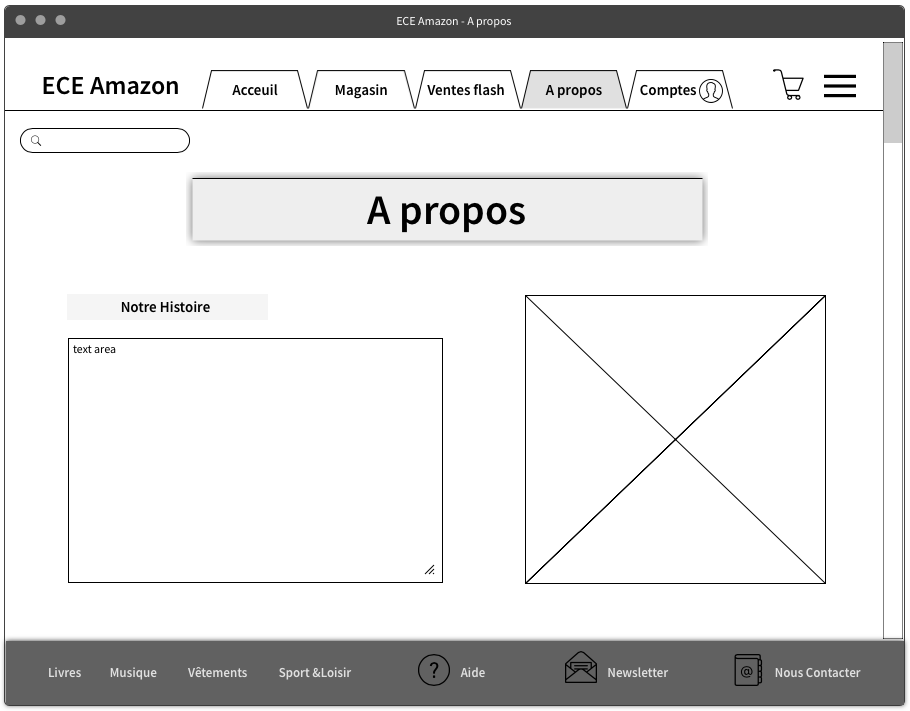 ECE Amazon - A propos
ECE Amazon
Acceuil
Magasin
Ventes flash
A propos
Comptes
A propos
Notre Histoire
text area
Livres
Musique
Vêtements
Sport &Loisir
?
Aide
Newsletter
@
Nous Contacter